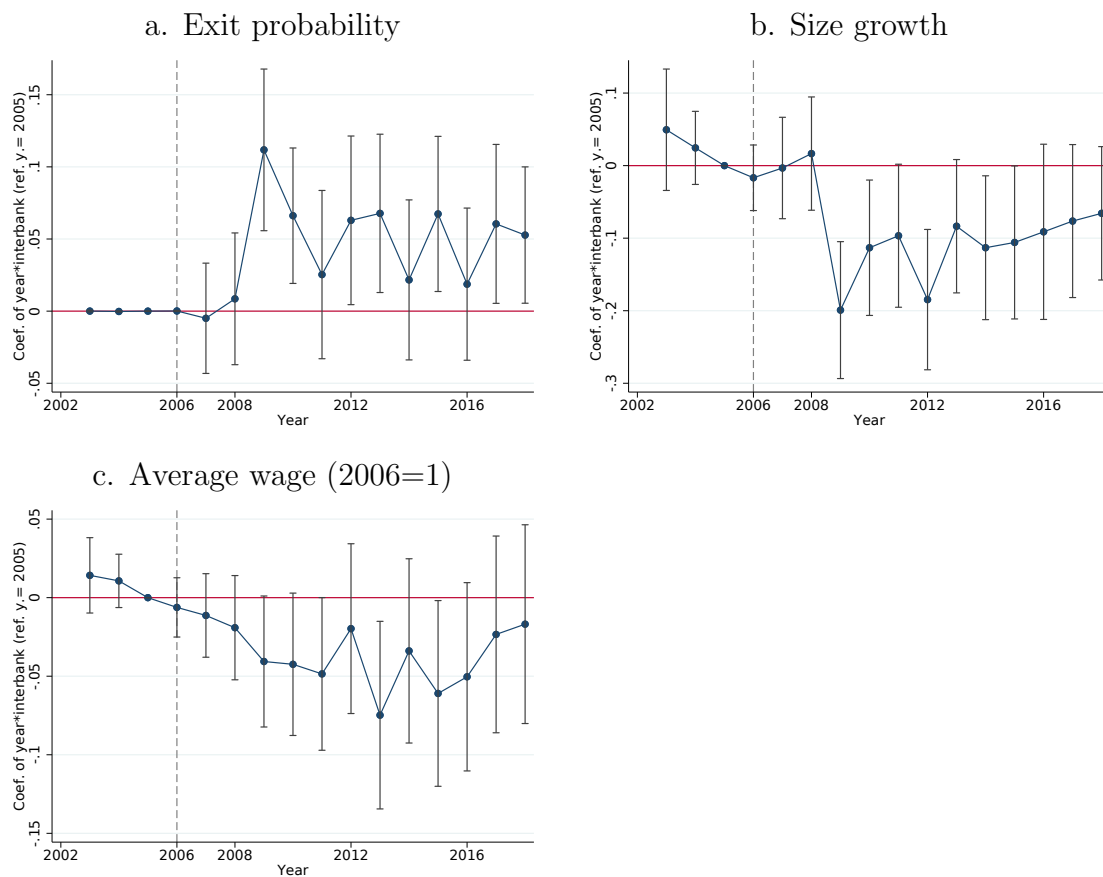 a. Exit probability
Coef. of year*interbank (ref. y.= 2005)
.15
.1
.05
0
-.05
2002 2006 2008 2012 2016
Year
b. Size growth
Coef. of year*interbank (ref. y.= 2005)
.1
0
-.1
-.2
-.3
2002 2006 2008 2012 2016
Year
c. Average wage (2006=1)
Coef. of year*interbank (ref. y.= 2005)
.05
0
-.05
-.1
-.15
2002 2006 2008 2012 2016
Year